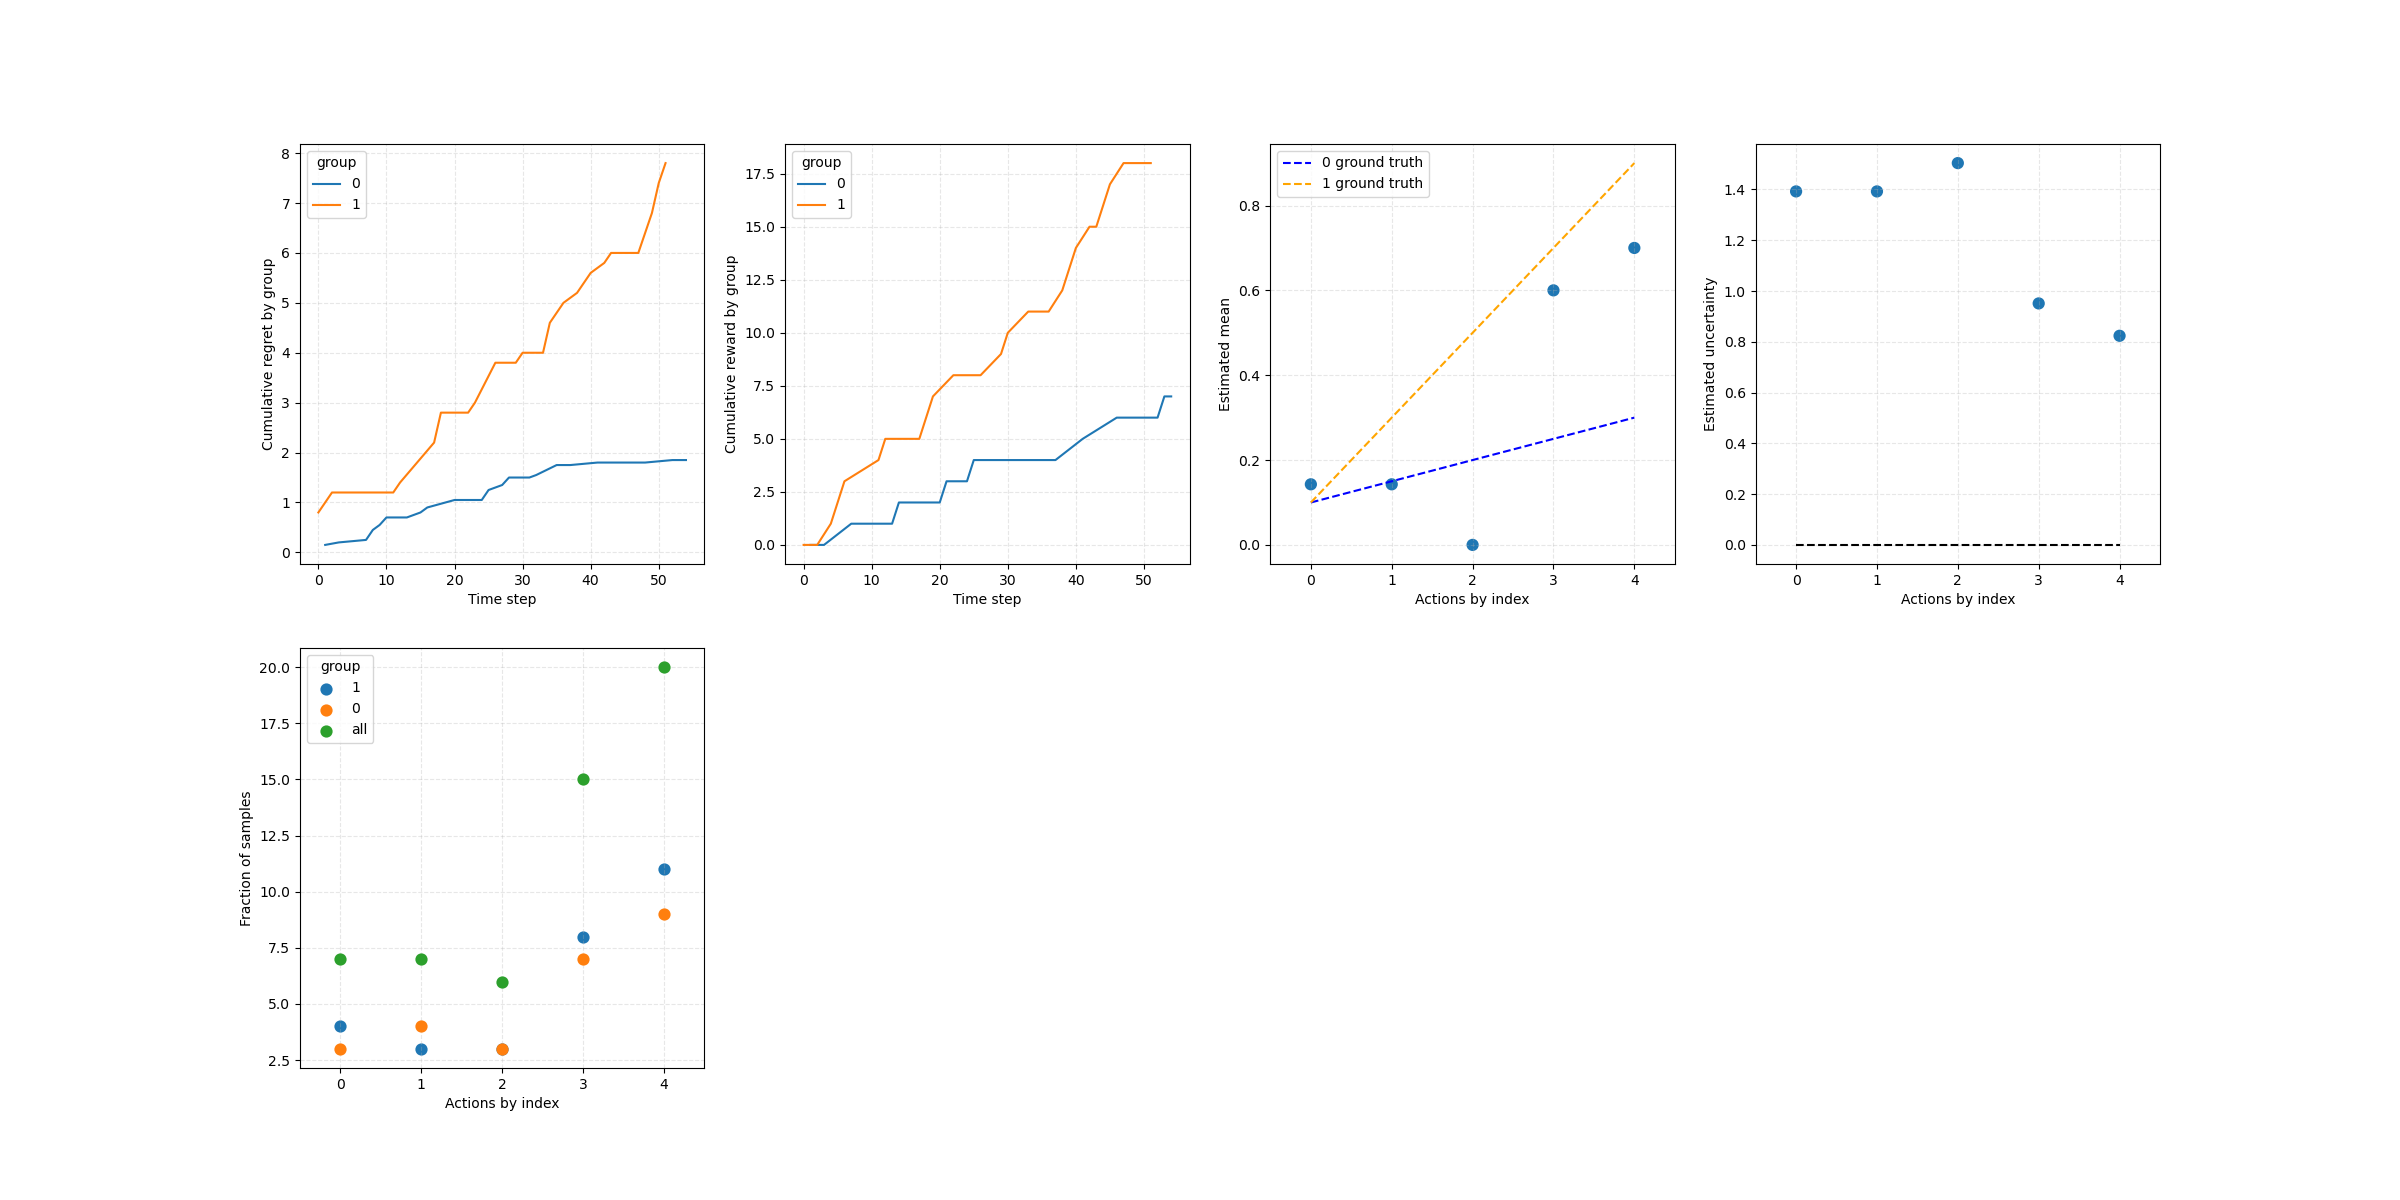 Cumulative regret by group
8
7
6
5
4
3
2
1
0
group
0
1
0 10 20 30 40 50
Time step
Cumulative reward by group
17.5
15.0
12.5
10.0
7.5
5.0
2.5
0.0
group
0
1
0 10 20 30 40 50
Time step
Estimated mean
0.8
0.6
0.4
0.2
0.0
0 ground truth
1 ground truth
0 1 2 3 4
Actions by index
Estimated uncertainty
1.4
1.2
1.0
0.8
0.6
0.4
0.2
0.0
0 1 2 3 4
Actions by index
Fraction of samples
20.0
17.5
15.0
12.5
10.0
7.5
5.0
2.5
group
1
0
all
0 1 2 3 4
Actions by index